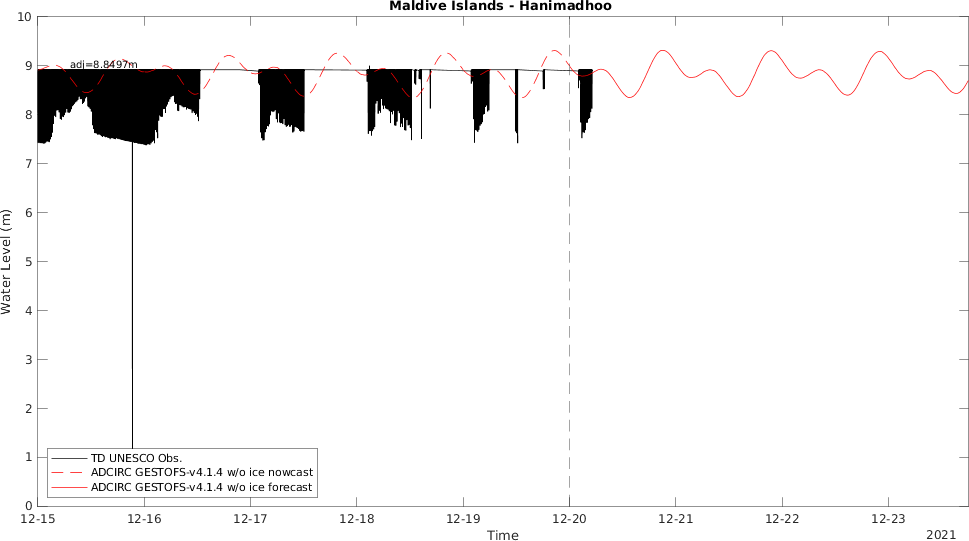 Maldive Islands - Hanimadhoo
10
9
8
7
6
5
4
3
2
1
0
Water Level (m)
adj=8.8497m
TD UNESCO Obs.
ADCIRC GESTOFS-v4.1.4 w/o ice nowcast
ADCIRC GESTOFS-v4.1.4 w/o ice forecast
12-15 12-16 12-17 12-18 12-19 12-20 12-21 12-22 12-23
Time
2021